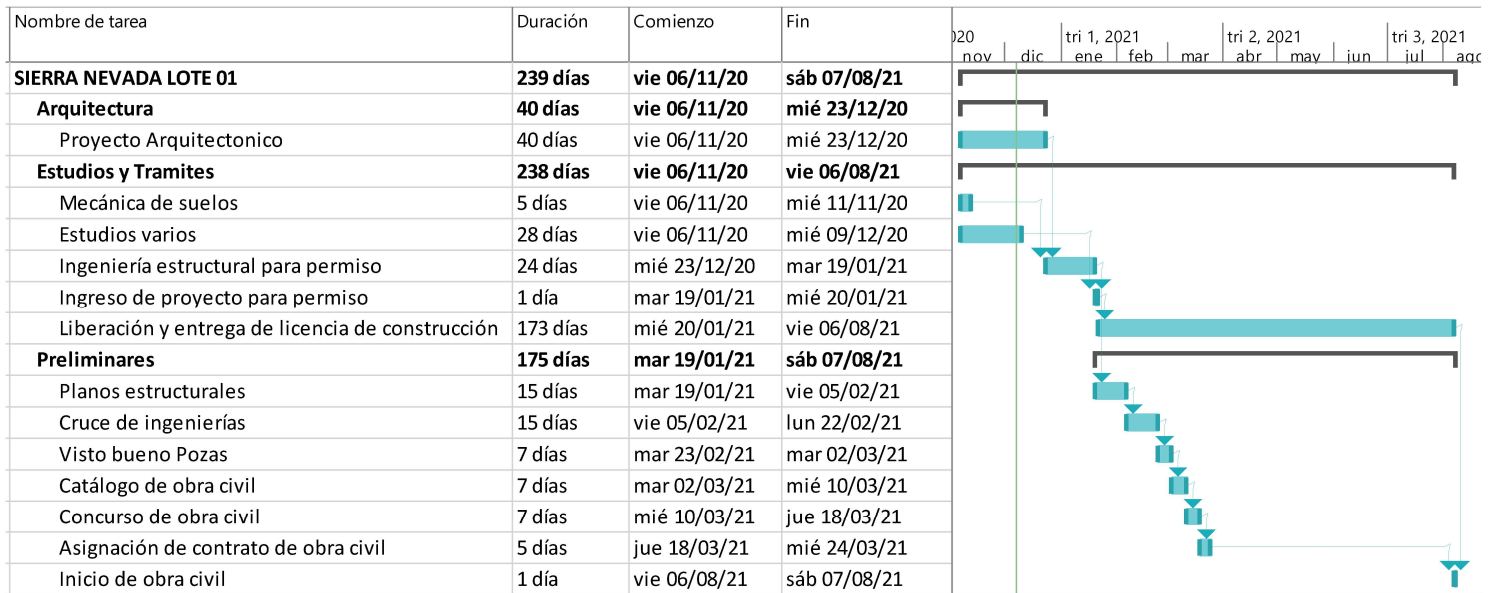 Nombre de tarea Duración Comienzo Fin
020 tri 1, 2021 tri 2, 2021 tri 3, 2021
nov dic ene feb mar abr may jun jul ago
SIERRA NEVADA LOTE 01 239 días vie 06/11/20 sáb 07/08/21
Arquitectura 40 días vie 06/11/20 mié 23/12/20
Proyecto Arquitectonico 40 días vie 06/11/20 mié 23/12/20
Estudios y Tramites 238 días vie 06/11/20 vie 06/08/21
Mecánica de suelos 5 días vie 06/11/20 mié 11/11/20
Estudios varios 28 días vie 06/11/20 mié 09/12/20
Ingeniería estructural para permiso 24 días mié 23/12/20 mar 19/01/21
Ingreso de proyecto para permiso 1 día mar 19/01/21 mié 20/01/21
Liberación y entrega de licencia de construcción 173 días mié 20/01/21 vie 06/08/21
Preliminares 175 días mar 19/01/21 sáb 07/08/21
Planos estructurales 15 días mar 19/01/21 vie 05/02/21
Cruce de ingenierías 15 días vie 05/02/21 lun 22/02/21
Visto bueno Pozas 7 días mar 23/02/21 mar 02/03/21
Catálogo de obra civil 7 días mar 02/03/21 mié 10/03/21
Concurso de obra civil 7 días mié 10/03/21 jue 18/03/21
Asignación de contrato de obra civil 5 días jue 18/03/21 mié 24/03/21
Inicio de obra civil 1 día vie 06/08/21 sáb 07/08/21